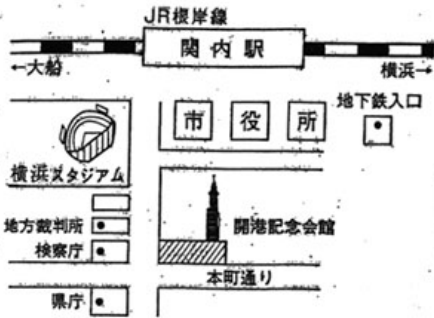 JR根岸線
関内駅
←大船
横浜→
地下鉄入口
市役所
横浜スタジアム
地方裁判所
開港記念会館
検察庁
本町通り
県庁